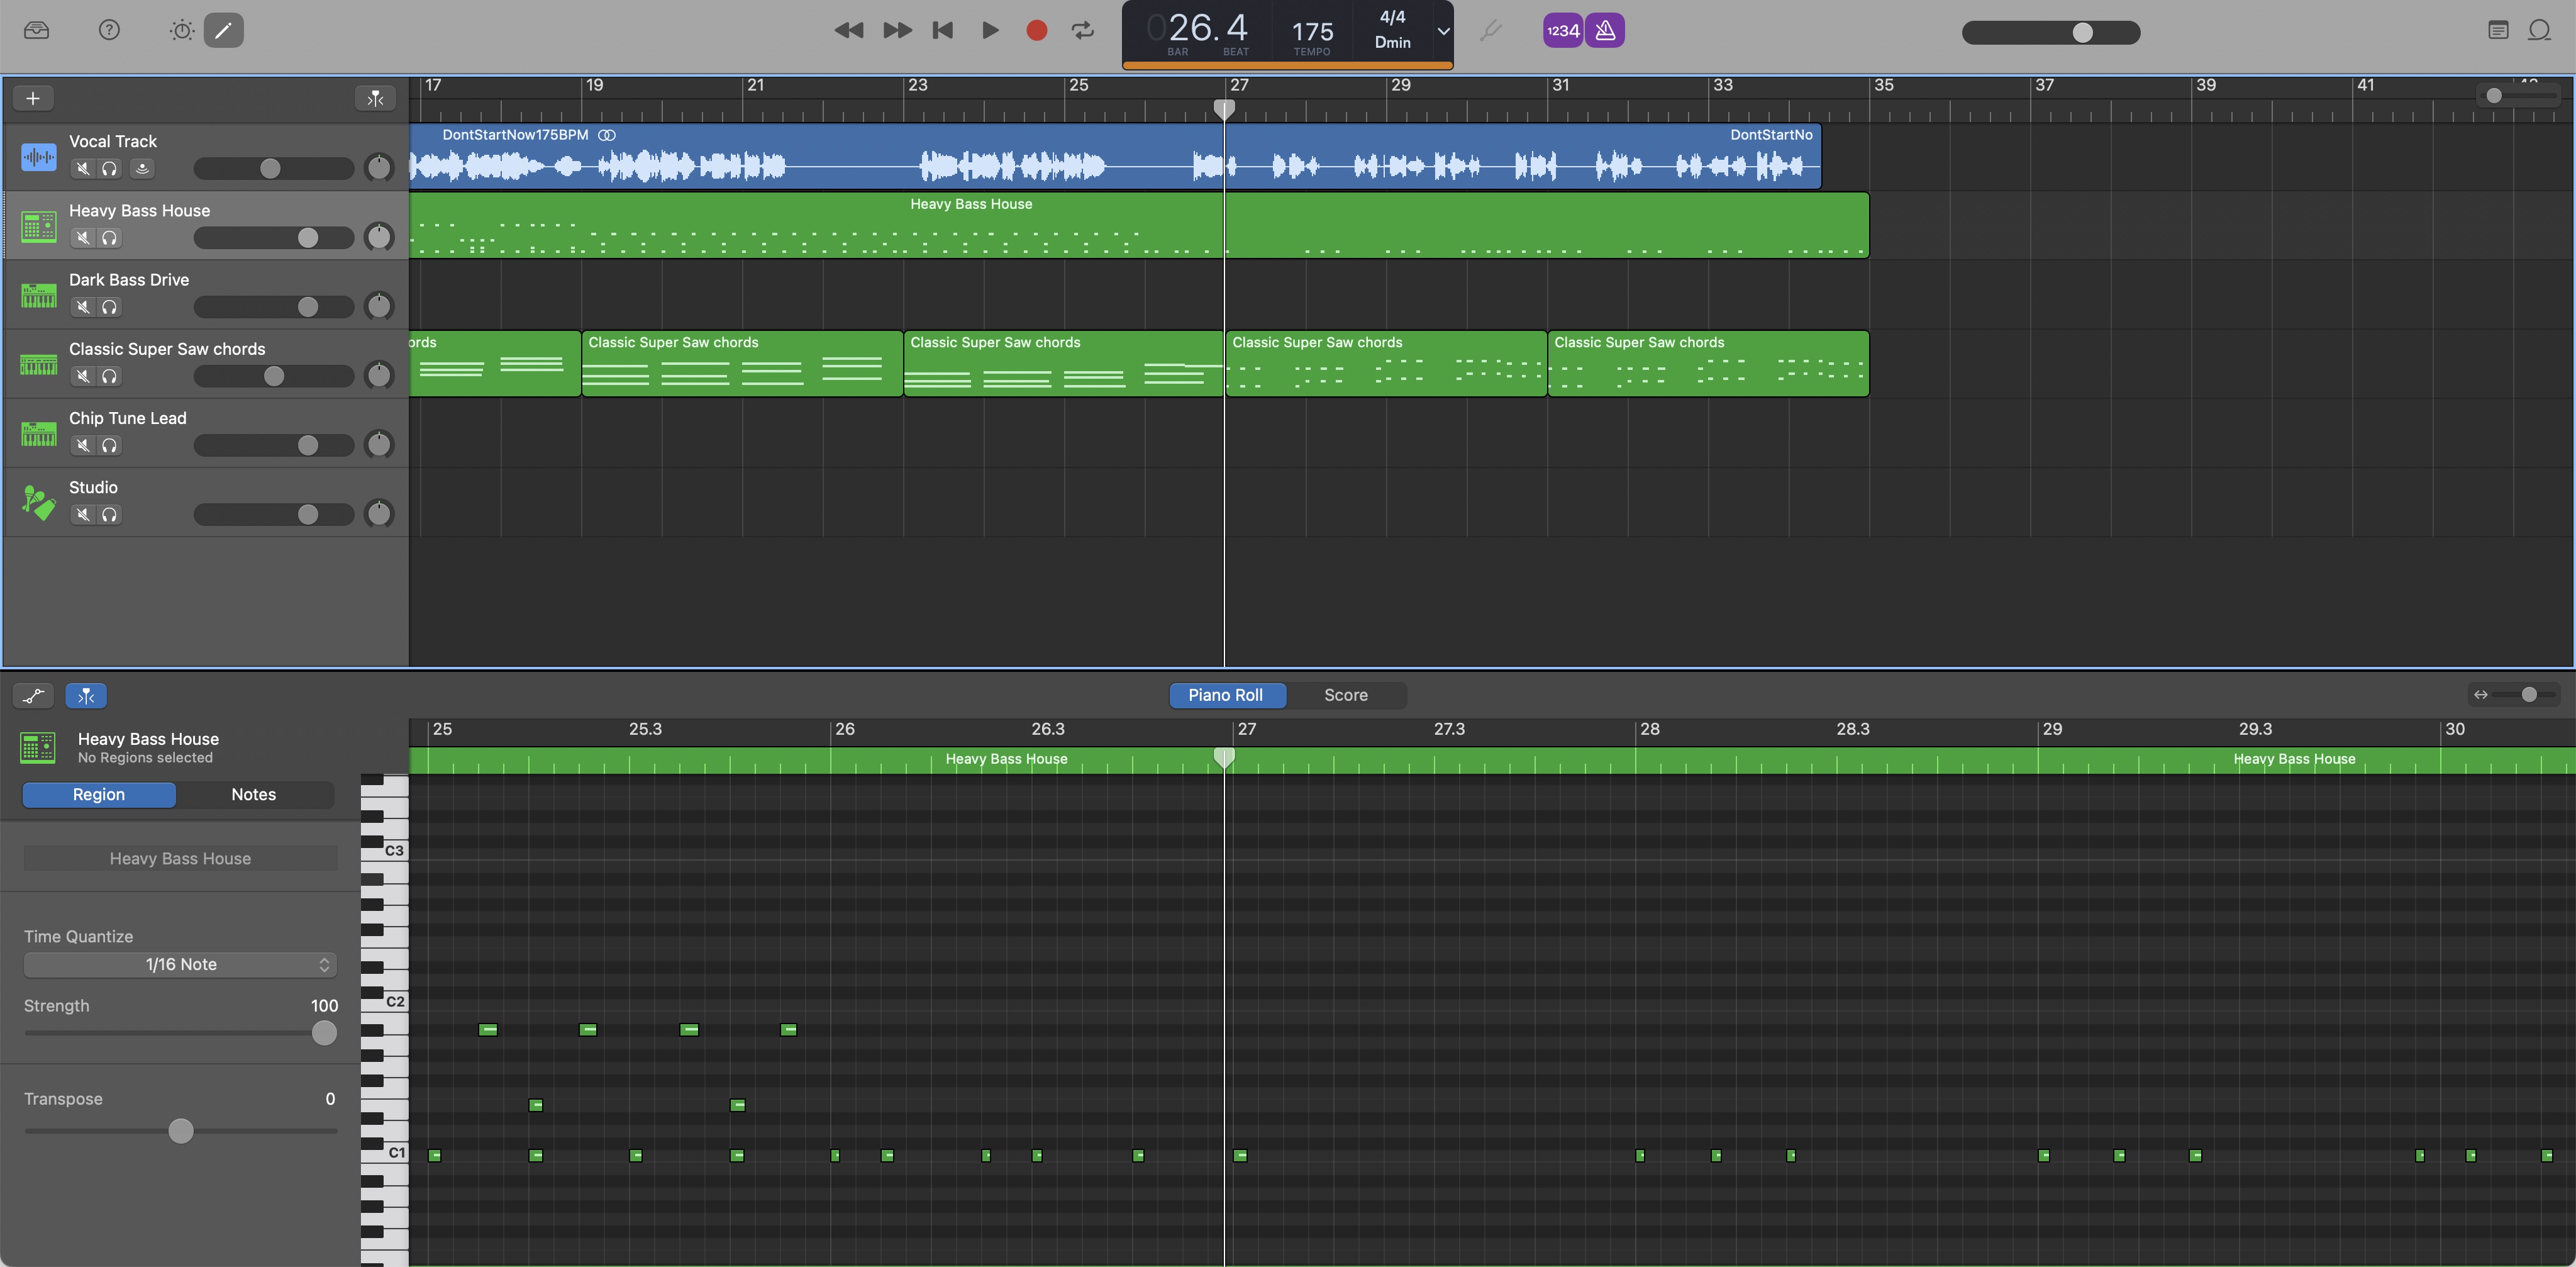 026.4
175
4/4
Dmin
BAR
BEAT
TEMPO
1234
17
19
21
23
25
27
29
31
33
35
37
39
41
Vocal Track
DontStartNow175BPM
DontStartNo
Heavy Bass House
Heavy Bass House
Dark Bass Drive
Classic Super Saw chords
ords
Classic Super Saw chords
Classic Super Saw chords
Classic Super Saw chords
Classic Super Saw chords
Chip Tune Lead
Studio
Piano Roll
Score
25
25.3
26
26.3
27
27.3
28
28.3
29
29.3
30
Heavy Bass House
No Regions selected
Heavy Bass House
Heavy Bass House
Region
Notes
Heavy Bass House
Time Quantize
1/16 Note
Strength
100
Transpose
0
C3
C2
C1